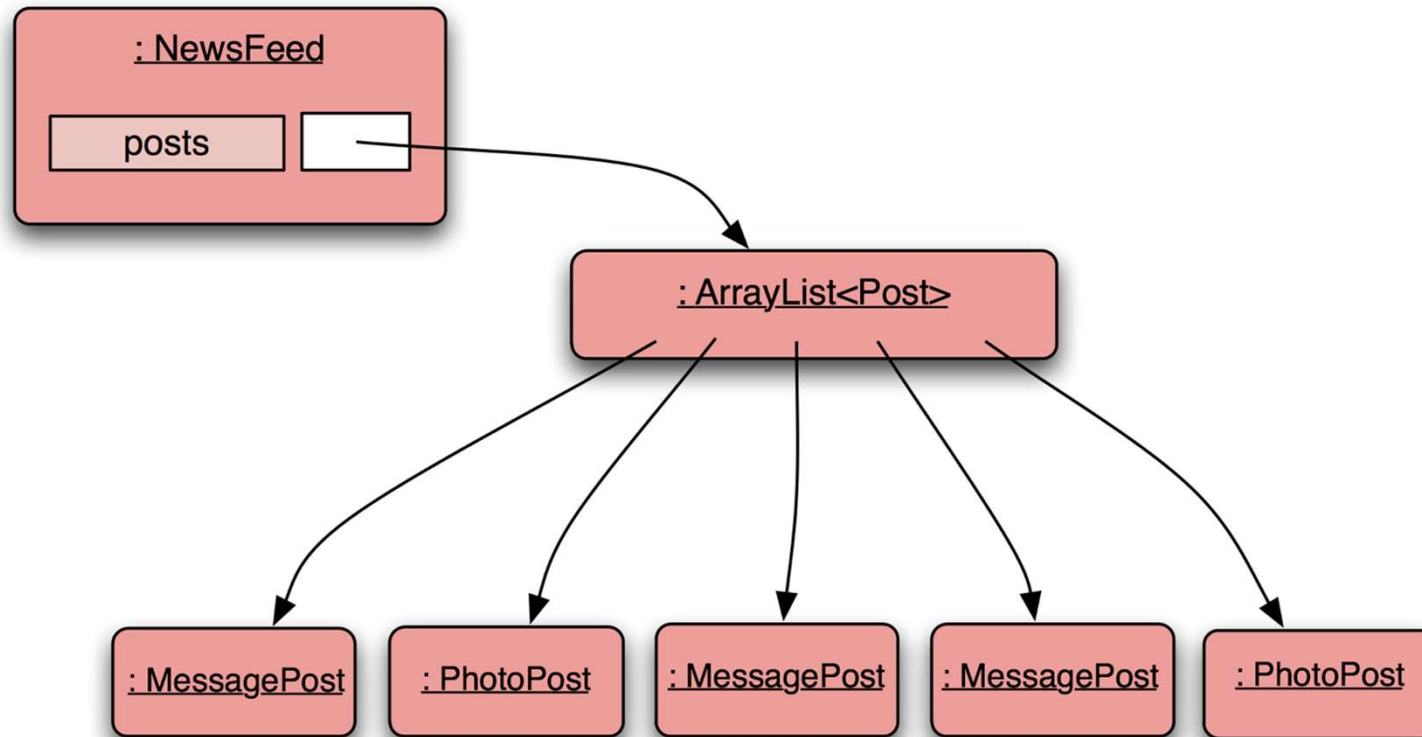 : NewsFeed
posts
: ArrayList<Post>
: MessagePost
: PhotoPost
: MessagePost
: MessagePost
: PhotoPost